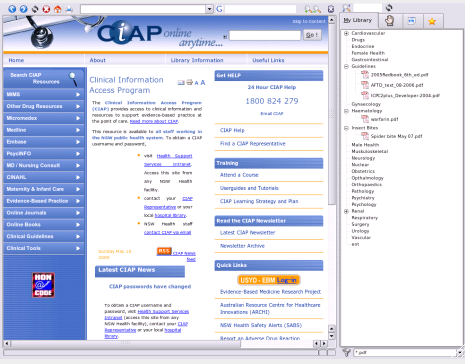 Skip to Content
CIAP online
anytime...
Go!
Home
About
Library Information
Useful Links
Search CIAP
Resources
MIMS
Other Drug Resources
Micromedex
Medline
Embase
PsycINFO
MD / Nursing Consult
CINAHL
Maternity & Infant Care
Evidence-Based Practice
Online Journals
Online Books
Clinical Guidelines
Clinical Tools
HON
@
CODE
Clinical Information
Access Program
A A
The Clinical Information Access Program
(CIAP) provides access to clinical information and
resources to support evidence-based practice at
the point of care. Read more about CIAP.
This resource is available to all staff working in
the NSW public health system. To obtain a CIAP
username and password,
visit Health Support
Services Intranet.
Access this site from
any NSW Health
facility
contact your CIAP
Representative or your
local hospital library.
NSW Health staff
contact CIAP via email
Sunday May 10
2009
RSS CIAP News
feed
Latest CIAP News
CIAP passwords have changed
To obtain a CIAP username and
password, visit Health Support Services
Intranet (access this site from any
NSW Health facility), contact your CIAP
Representative or your local hospital
library.
Get HELP
24 Hour CIAP Help
1800 824 279
Email CIAP
CIAP Help
Find a CIAP Representative
Training
Attend a Course
Userguides and Tutorials
CIAP Learning Strategy and Plan
Read the CIAP Newsletter
Latest CIAP Newsletter
Newsletter Archive
Quick Links
USYD - EBM Log-in
Evidence-Based Medicine Research Project
Australian Resource Centre for Healthcare
Innovations (ARCHI)
NSW Health Safety Alerts (SABS)
Report an Adverse Drug Reaction
My Library
Cardiovascular
Drugs
Endocrine
Female Health
Gastrointestinal
Guidelines
2005Redbook_6th_ed.pdf
AFTD_text_08-2006.pdf
ICPC2plus_Developer 2004.pdf
Gynaecology
Haematology
warfarin.pdf
Insect Bites
Spider bite May 07.pdf
Male Health
Musculoskeletal
Neurology
Nuclear
Obstetrics
Opthalmology
Orthopaedics
Pathology
Psychiatry
Psychology
Renal
Respiratory
Surgery
Urology
Vascular
ent
*.pdf